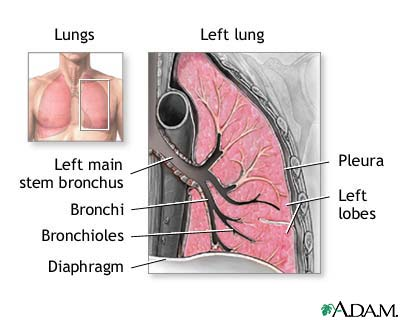 Lungs
Left lung
Left main
stem bronchus
Bronchi
Bronchioles
Diaphragm
Pleura
Left
lobes
A.D.A.M.